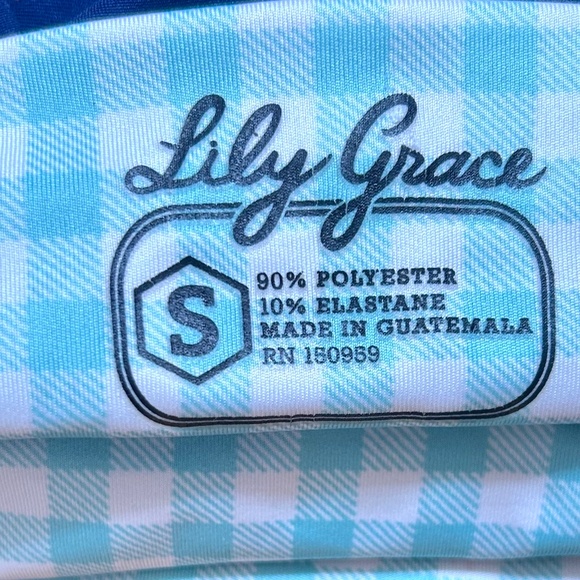 Lily Grace
S
90% POLYESTER
10% ELASTANE
MADE IN GUATEMALA
RN 150959